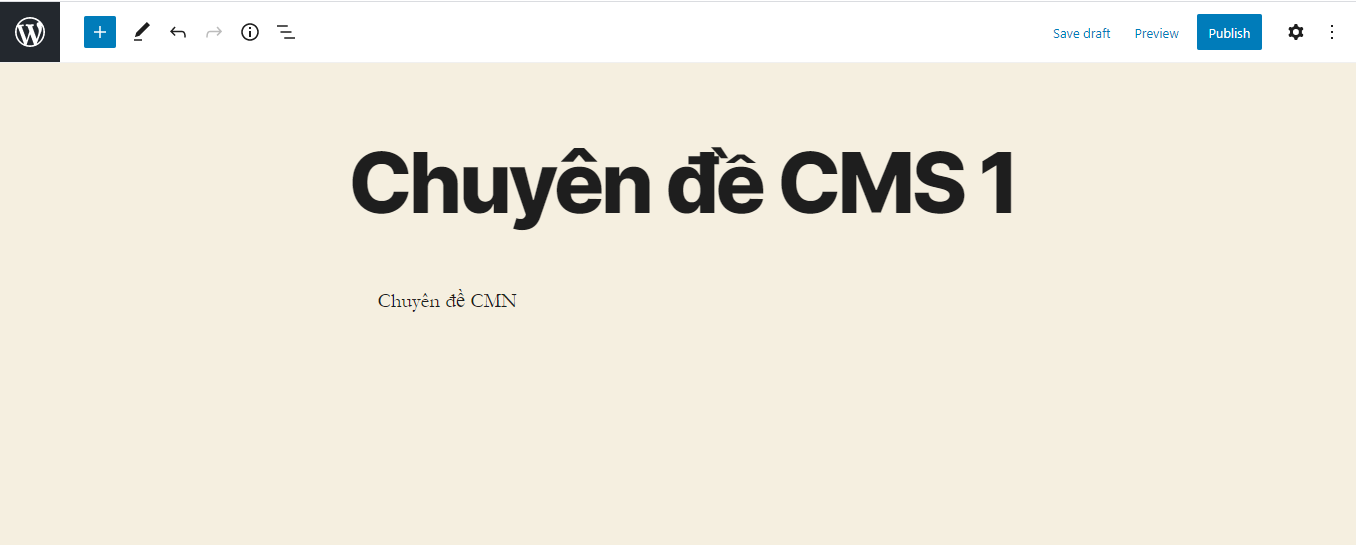 Save draft Preview Publish
Chuyên đề CMS 1
Chuyên đề CMN